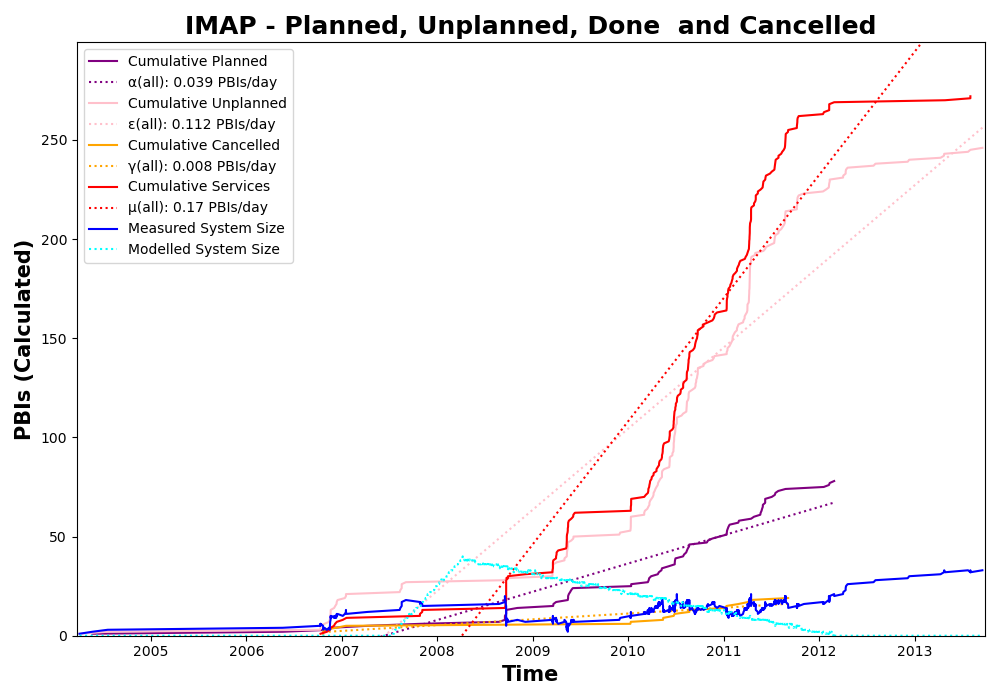 IMAP - Planned, Unplanned, Done  and Cancelled
Cumulative Planned
α(all): 0.039 PBIs/day
Cumulative Unplanned
ε(all): 0.112 PBIs/day
Cumulative Cancelled
γ(all): 0.008 PBIs/day
Cumulative Services
μ(all): 0.17 PBIs/day
Measured System Size
Modelled System Size
PBIs (Calculated)
250
200
150
100
50
0
2005 2006 2007 2008 2009 2010 2011 2012 2013
Time